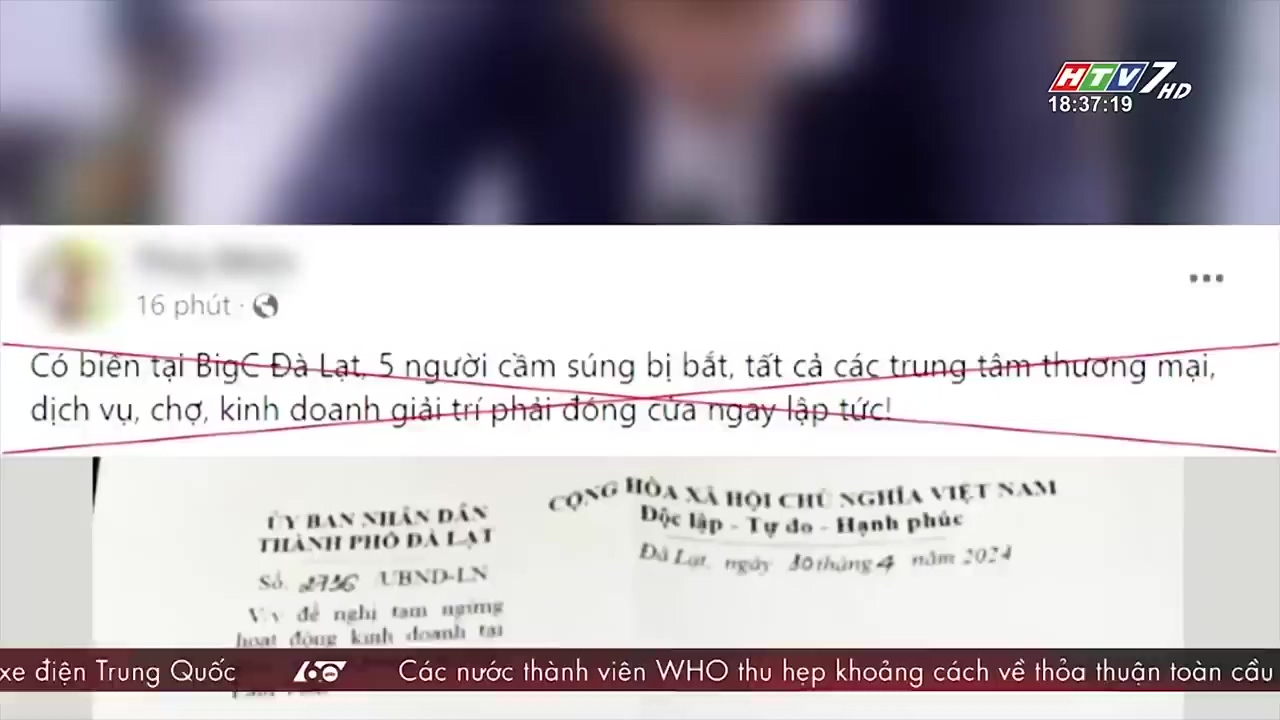 HTV7 HD
18:37:19
16 phút ·
Có biến tại BigC Đà Lạt, 5 người cầm súng bị bắt, tất cả các trung tâm thương mại,
dịch vụ, chợ, kinh doanh giải trí phải đóng cửa ngay lập tức!
ỦY BAN NHÂN DÂN
THÀNH PHỐ ĐÀ LẠT
Số: 2736 /UBND-LN
V/v đề nghị tạm ngừng
hoạt động kinh doanh tại
CỘNG HÒA XÃ HỘI CHỦ NGHĨA VIỆT NAM
Độc lập - Tự do - Hạnh phúc
Đà Lạt, ngày 10 tháng 4 năm 2024
xe điện Trung Quốc 60 Các nước thành viên WHO thu hẹp khoảng cách về thỏa thuận toàn cầu